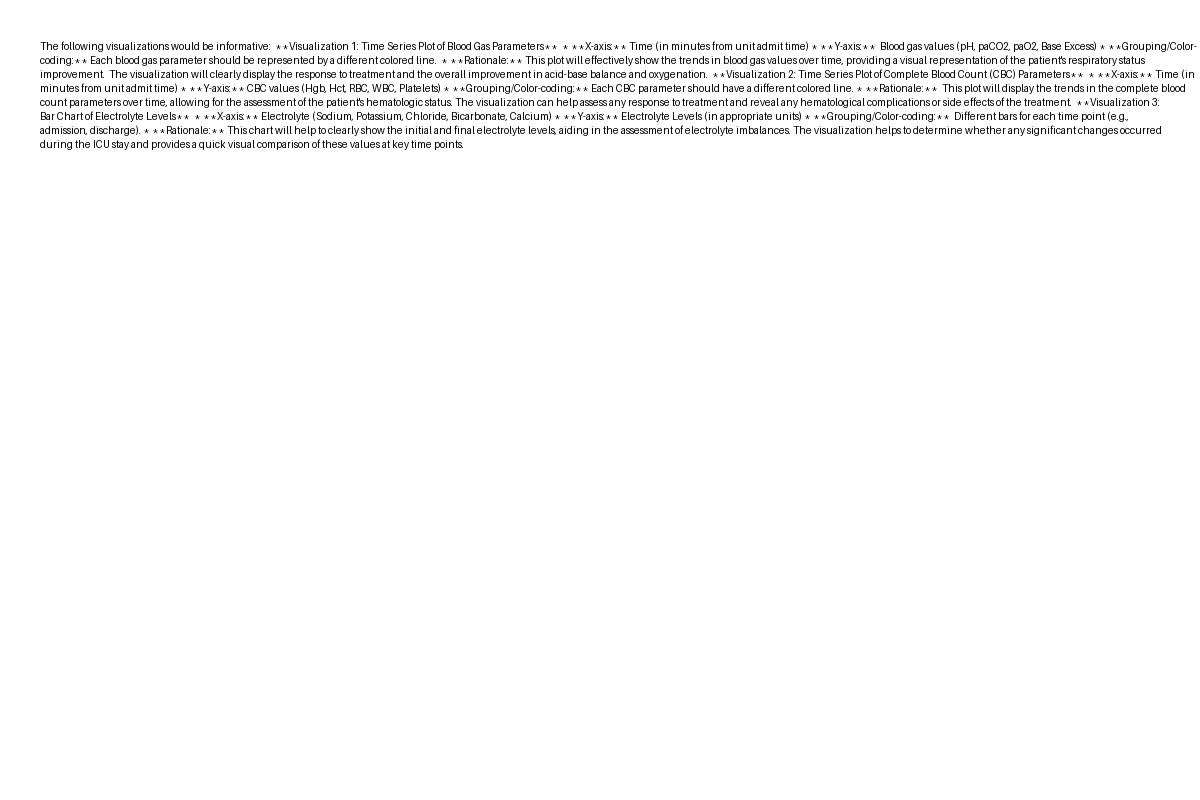 The following visualizations would be informative:  **Visualization 1: Time Series Plot of Blood Gas Parameters**  * **X-axis:** Time (in minutes from unit admit time) * **Y-axis:**  Blood gas values (pH, paCO2, paO2, Base Excess) * **Grouping/Color-
coding:** Each blood gas parameter should be represented by a different colored line.  * **Rationale:** This plot will effectively show the trends in blood gas values over time, providing a visual representation of the patient's respiratory status
improvement.  The visualization will clearly display the response to treatment and the overall improvement in acid-base balance and oxygenation.  **Visualization 2: Time Series Plot of Complete Blood Count (CBC) Parameters**  * **X-axis:** Time (in
minutes from unit admit time) * **Y-axis:** CBC values (Hgb, Hct, RBC, WBC, Platelets) * **Grouping/Color-coding:** Each CBC parameter should have a different colored line. * **Rationale:**  This plot will display the trends in the complete blood
count parameters over time, allowing for the assessment of the patient's hematologic status. The visualization can help assess any response to treatment and reveal any hematological complications or side effects of the treatment.  **Visualization 3:
Bar Chart of Electrolyte Levels**  * **X-axis:** Electrolyte (Sodium, Potassium, Chloride, Bicarbonate, Calcium) * **Y-axis:** Electrolyte Levels (in appropriate units) * **Grouping/Color-coding:**  Different bars for each time point (e.g.,
admission, discharge). * **Rationale:** This chart will help to clearly show the initial and final electrolyte levels, aiding in the assessment of electrolyte imbalances. The visualization helps to determine whether any significant changes occurred
during the ICU stay and provides a quick visual comparison of these values at key time points.